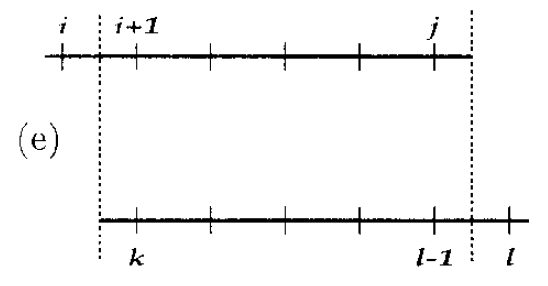 i i+1 j
(e)
k l-1 l